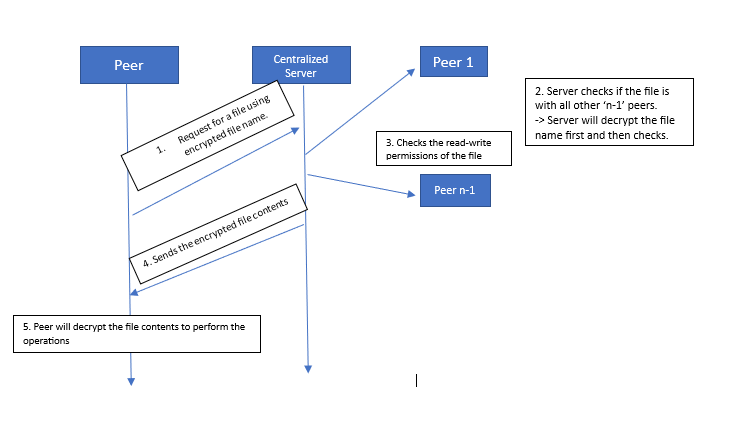 Peer
Centralized
Server
Peer 1
1. Request for a file using
encrypted file name.
2. Server checks if the file is
with all other ‘n-1’ peers.
-> Server will decrypt the file
name first and then checks.
3. Checks the read-write
permissions of the file
Peer n-1
4. Sends the encrypted file contents
5. Peer will decrypt the file contents to perform the
operations